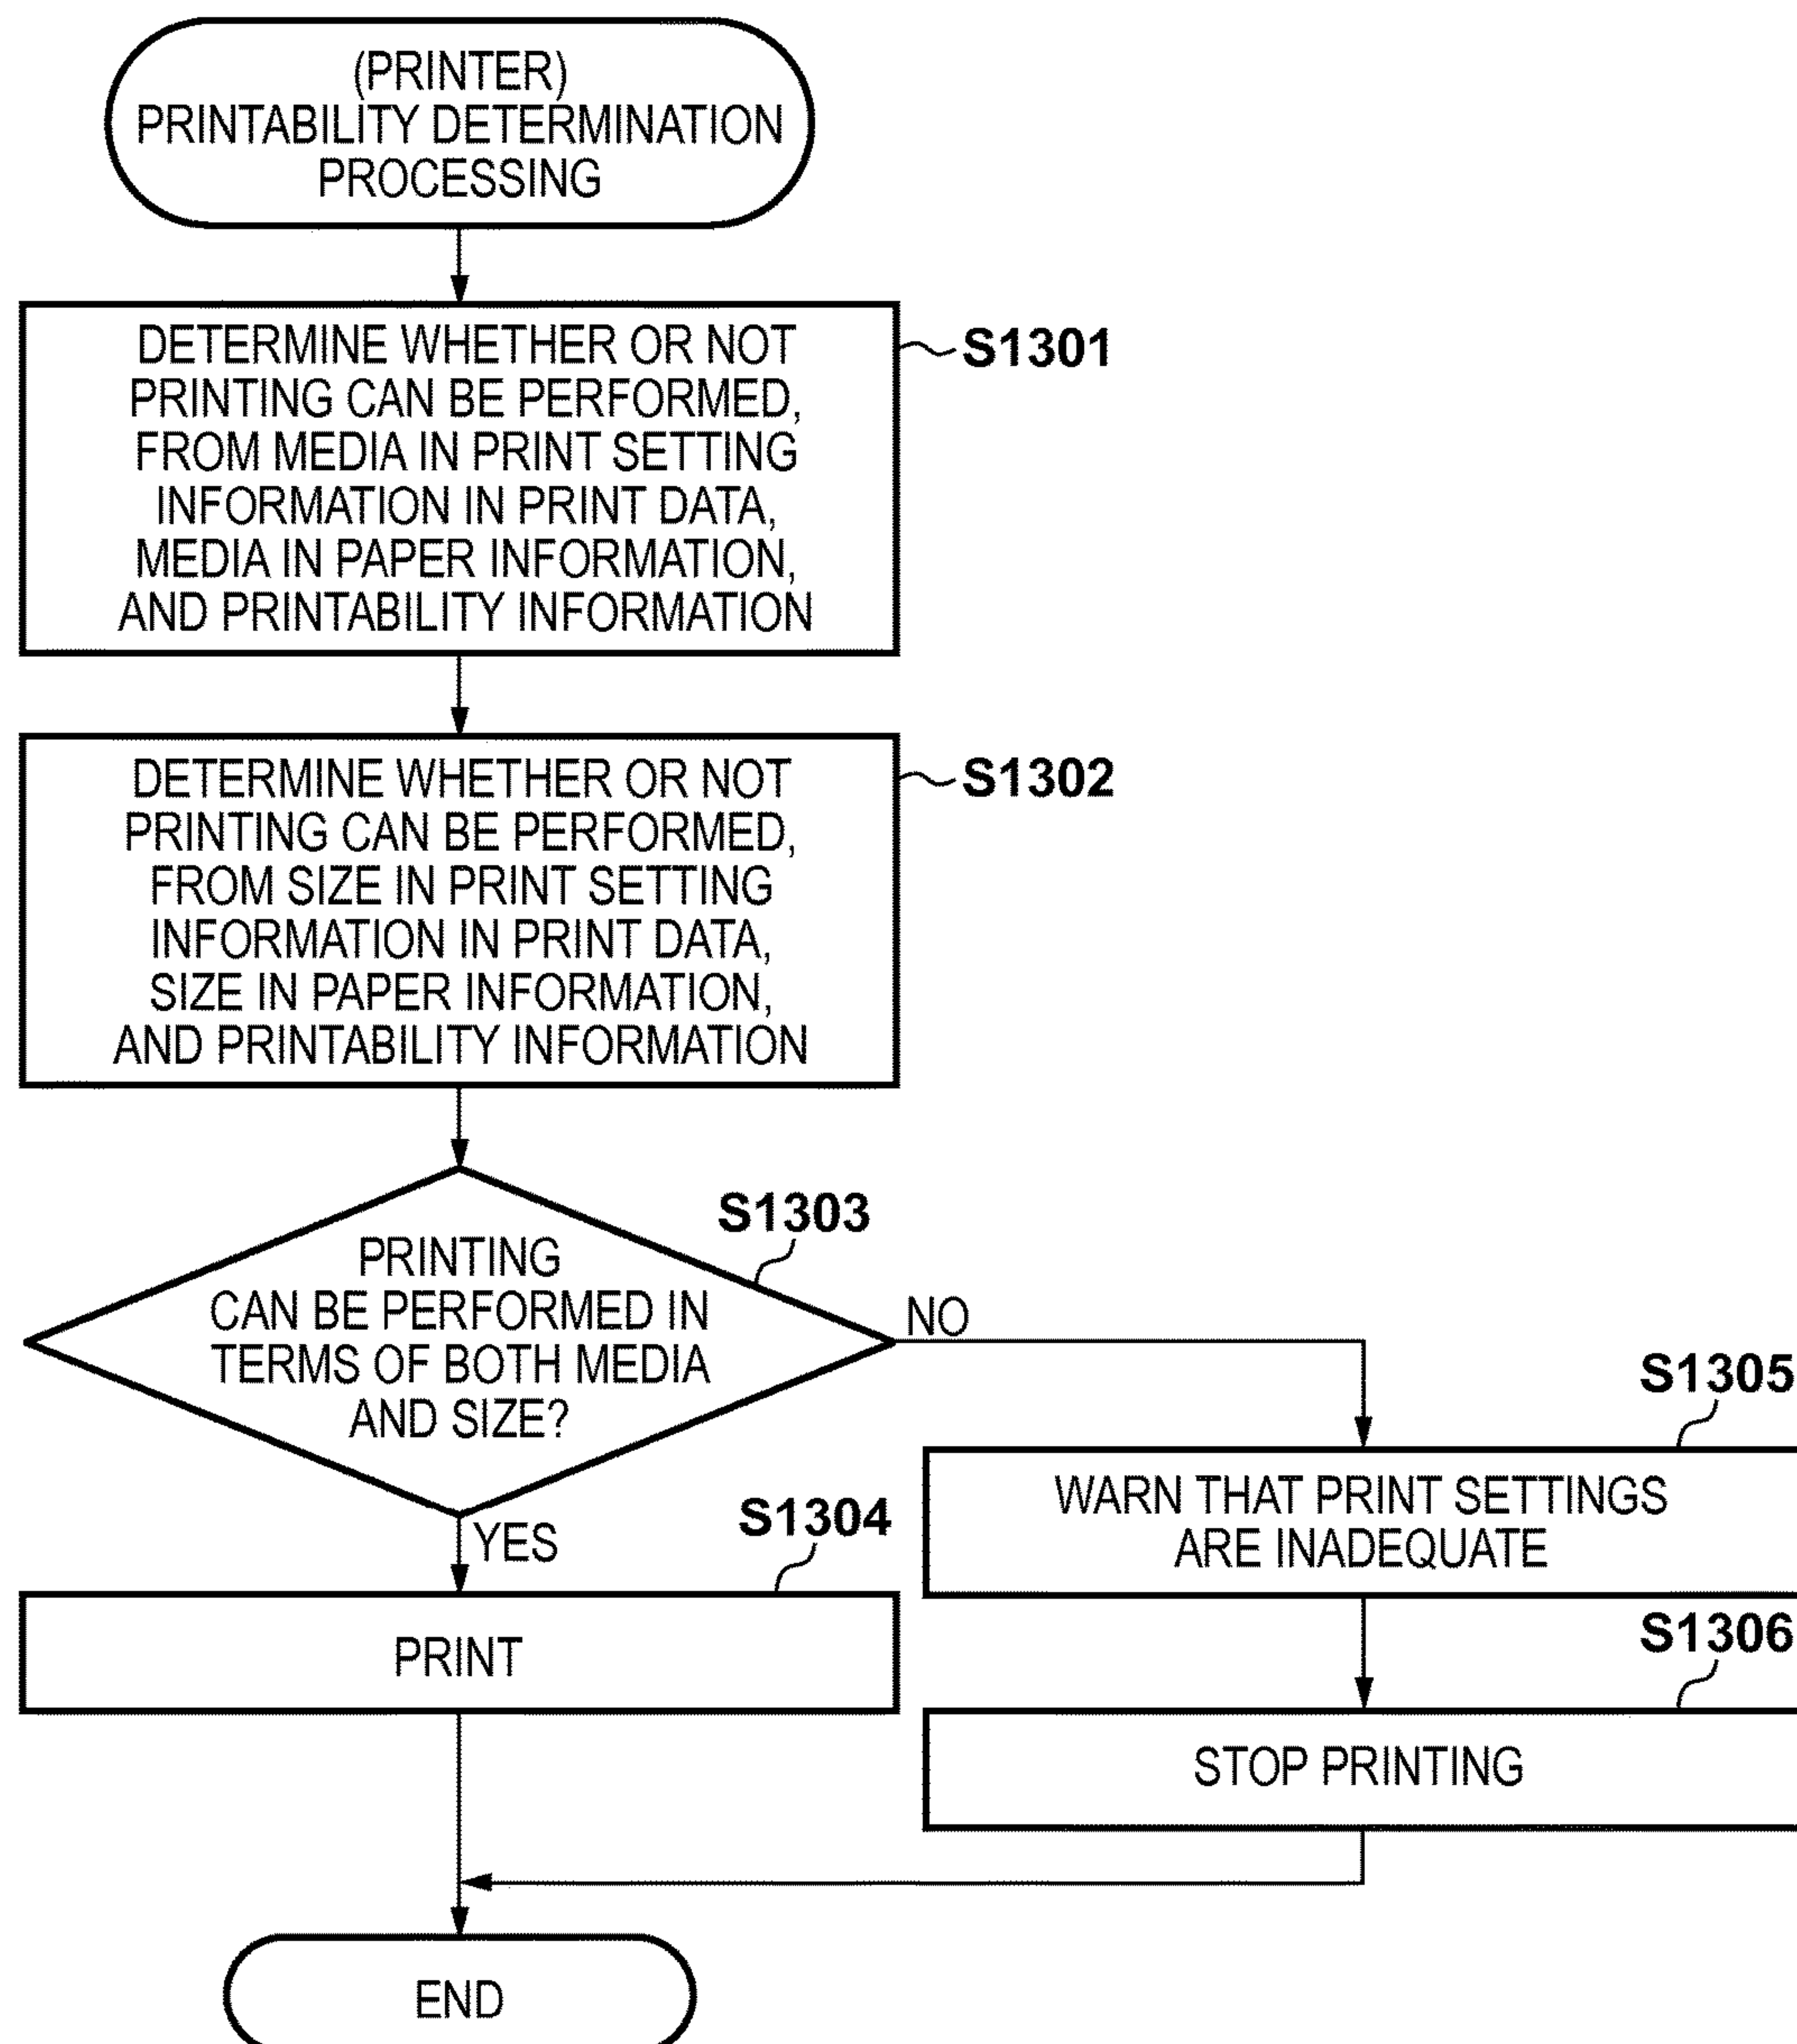 (PRINTER)
PRINTABILITY DETERMINATION
PROCESSING
DETERMINE WHETHER OR NOT
PRINTING CAN BE PERFORMED,
FROM MEDIA IN PRINT SETTING
INFORMATION IN PRINT DATA,
MEDIA IN PAPER INFORMATION,
AND PRINTABILITY INFORMATION
S1301
DETERMINE WHETHER OR NOT
PRINTING CAN BE PERFORMED,
FROM SIZE IN PRINT SETTING
INFORMATION IN PRINT DATA,
SIZE IN PAPER INFORMATION,
AND PRINTABILITY INFORMATION
S1302
S1303
PRINTING
CAN BE PERFORMED IN
TERMS OF BOTH MEDIA
AND SIZE?
NO
YES
S1304
PRINT
S1305
WARN THAT PRINT SETTINGS
ARE INADEQUATE
S1306
STOP PRINTING
END